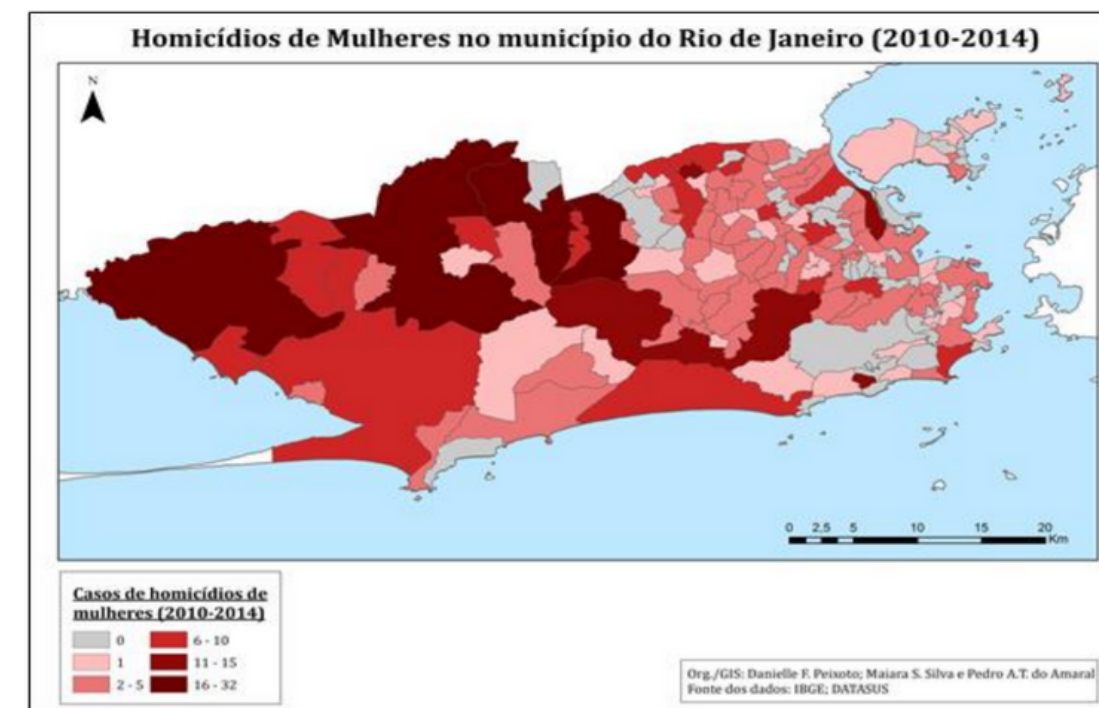 Homicídios de Mulheres no município do Rio de Janeiro (2010-2014)
N
0 2,5 5 10 15 20
Km
Casos de homicídios de
mulheres (2010-2014)
0 6 - 10
1 11 - 15
2 - 5 16 - 32
Org./GIS: Danielle F. Peixoto; Maiara S. Silva e Pedro A.T. do Amaral
Fonte dos dados: IBGE; DATASUS